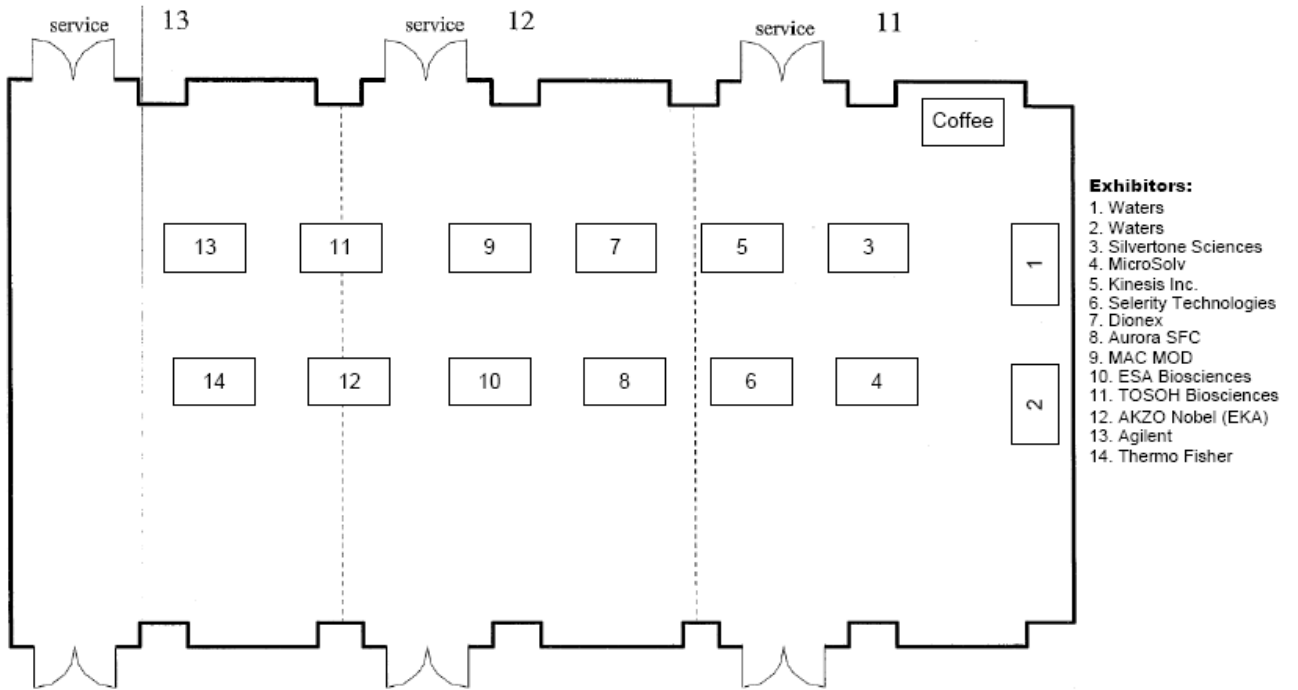 service 13 service 12 service 11
Coffee
13 11 9 7 5 3 1
14 12 10 8 6 4 2
Exhibitors:
1. Waters
2. Waters
3. Silvertone Sciences
4. MicroSolv
5. Kinesis Inc.
6. Selerity Technologies
7. Dionex
8. Aurora SFC
9. MAC MOD
10. ESA Biosciences
11. TOSOH Biosciences
12. AKZO Nobel (EKA)
13. Agilent
14. Thermo Fisher